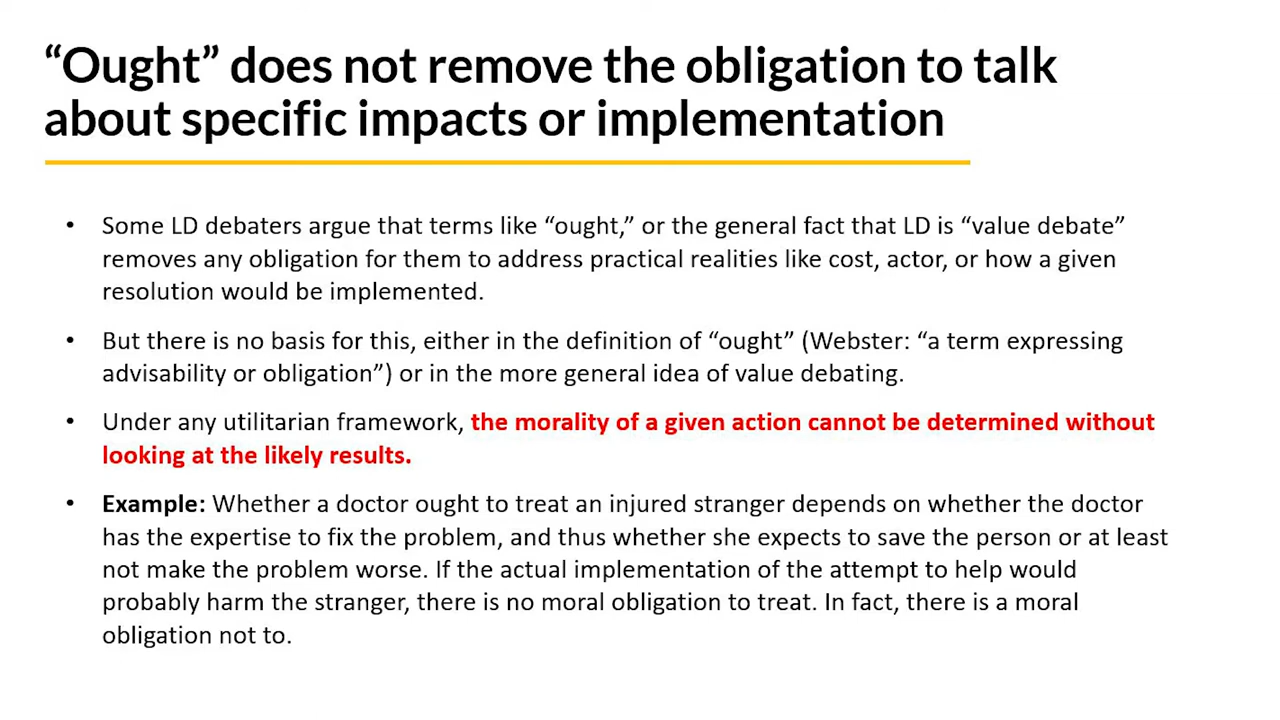 “Ought” does not remove the obligation to talk
about specific impacts or implementation
• Some LD debaters argue that terms like “ought,” or the general fact that LD is “value debate”
removes any obligation for them to address practical realities like cost, actor, or how a given
resolution would be implemented.
• But there is no basis for this, either in the definition of “ought” (Webster: “a term expressing
advisability or obligation”) or in the more general idea of value debating.
• Under any utilitarian framework, the morality of a given action cannot be determined without
looking at the likely results.
• Example: Whether a doctor ought to treat an injured stranger depends on whether the doctor
has the expertise to fix the problem, and thus whether she expects to save the person or at least
not make the problem worse. If the actual implementation of the attempt to help would
probably harm the stranger, there is no moral obligation to treat. In fact, there is a moral
obligation not to.